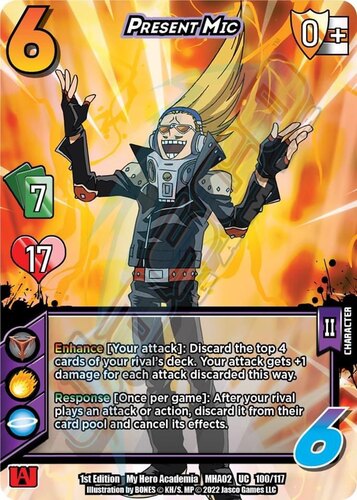 6
PRESENT MIC
0 +
7
17
II
CHARACTER
Enhance [Your attack]: Discard the top 4
cards of your rival's deck. Your attack gets +1
damage for each attack discarded this way.
Response [Once per game]: After your rival
plays an attack or action, discard it from their
card pool and cancel its effects.
6
1st Edition My Hero Academia MHA02 UC 100/117
Illustration by BONES © KH/S. MP © 2022 Jasco Games LLC